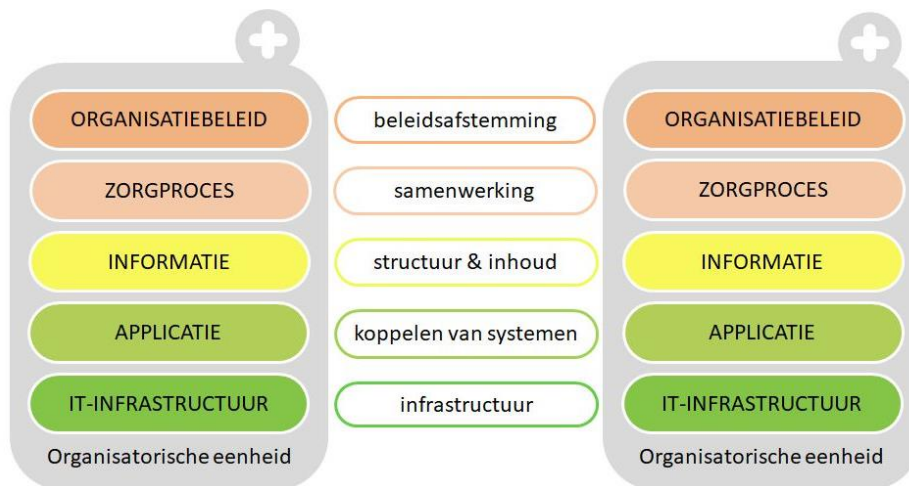 ORGANISATIEBELEID
beleidsafstemming
ORGANISATIEBELEID
ZORGPROCES
samenwerking
ZORGPROCES
INFORMATIE
structuur & inhoud
INFORMATIE
APPLICATIE
koppelen van systemen
APPLICATIE
IT-INFRASTRUCTUUR
infrastructuur
IT-INFRASTRUCTUUR
Organisatorische eenheid
Organisatorische eenheid